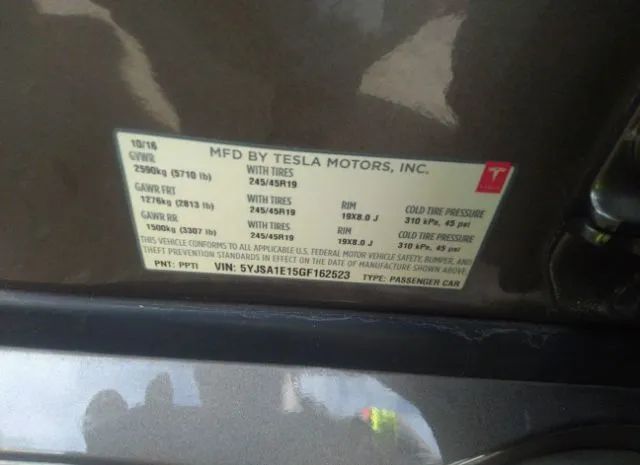 10/16 MFD BY TESLA MOTORS, INC.
GVWR WITH TIRES
2590kg (5710 lb) 245/45R19
GAWR FRT WITH TIRES RIM COLD TIRE PRESSURE
1276kg (2813 lb) 245/45R19 19X8.0 J 310 kPa, 45 psi
GAWR RR WITH TIRES RIM COLD TIRE PRESSURE
1500kg (3307 lb) 245/45R19 19X8.0 J 310 kPa, 45 psi
THIS VEHICLE CONFORMS TO ALL APPLICABLE U.S. FEDERAL MOTOR VEHICLE SAFETY, BUMPER, AND
THEFT PREVENTION STANDARDS IN EFFECT ON THE DATE OF MANUFACTURE SHOWN ABOVE.
PNT: PPTI VIN: 5YJSA1E15GF162523 TYPE: PASSENGER CAR